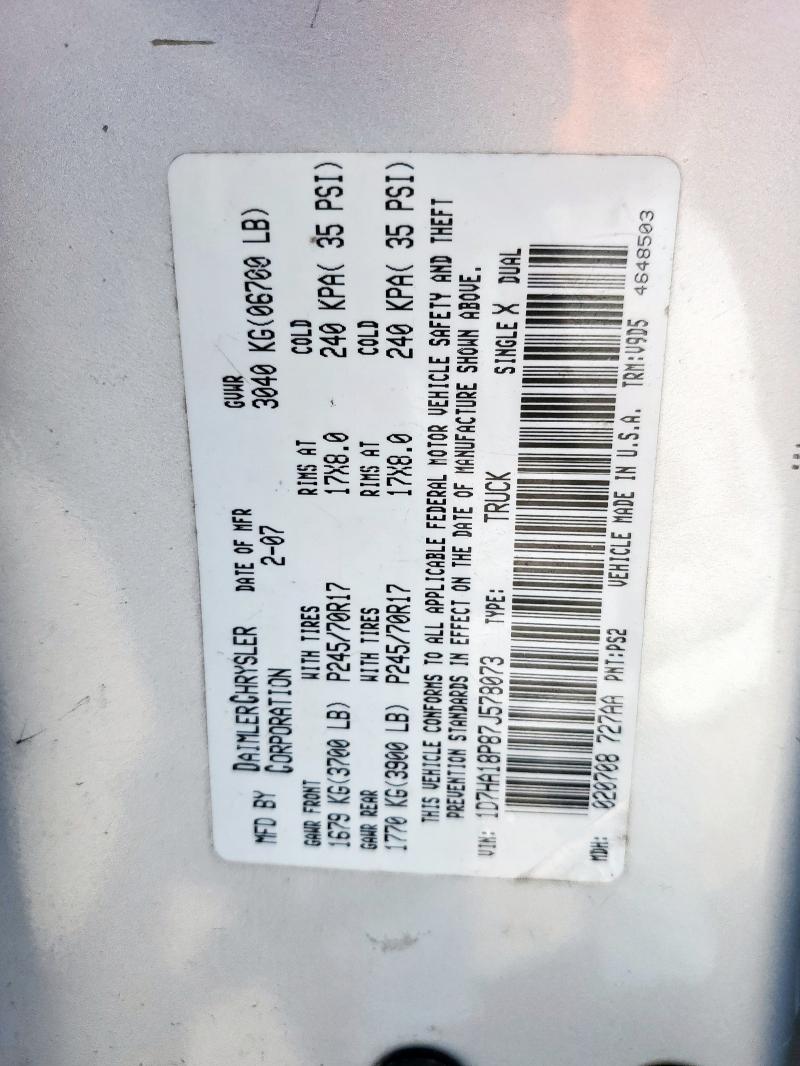 MFD BY DAIMLERCHRYSLER CORPORATION
DATE OF MFR 2-07
GVWR 3040 KG(06700 LB)
GAWR FRONT WITH TIRES RIMS AT COLD
1679 KG(3700 LB) P245/70R17 17X8.0 240 KPA( 35 PSI)
GAWR REAR WITH TIRES RIMS AT COLD
1770 KG(3900 LB) P245/70R17 17X8.0 240 KPA( 35 PSI)
THIS VEHICLE CONFORMS TO ALL APPLICABLE FEDERAL MOTOR VEHICLE SAFETY AND THEFT
PREVENTION STANDARDS IN EFFECT ON THE DATE OF MANUFACTURE SHOWN ABOVE.
VIN: 1D7HA18P87J578073 TYPE: TRUCK SINGLE X DUAL
MDH: 020708 727AA PNT:PS2 VEHICLE MADE IN U.S.A. TRM:V9D5 4648503